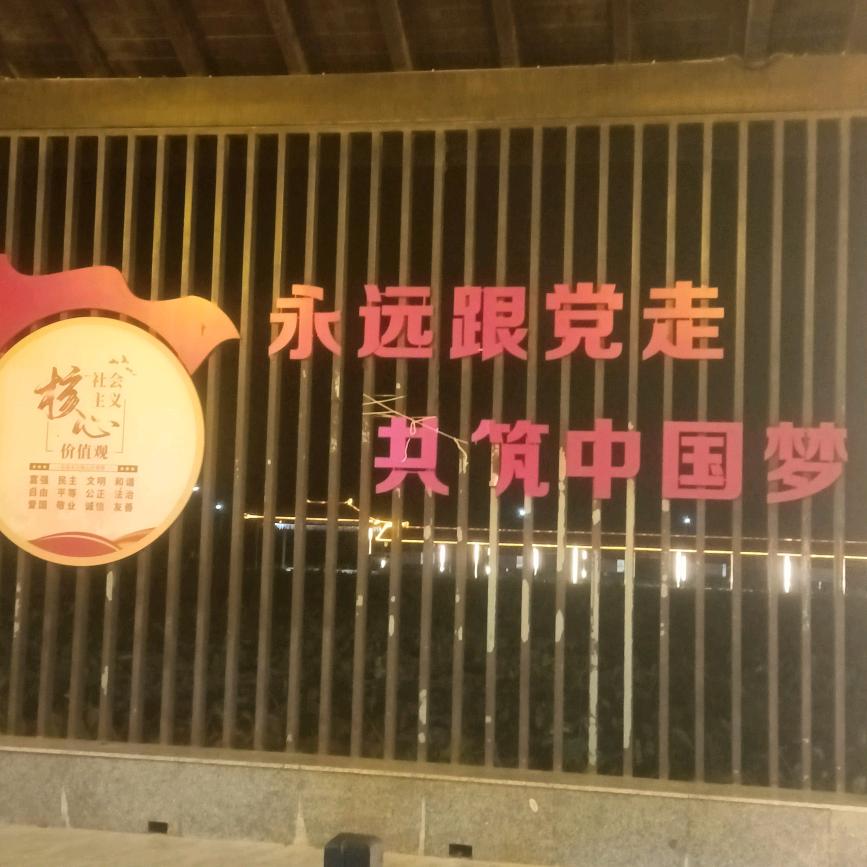 永远跟党走
共筑中国梦
核心
社会
主义
价值观
富强 民主 文明 和谐
自由 平等 公正 法治
爱国 敬业 诚信 友善